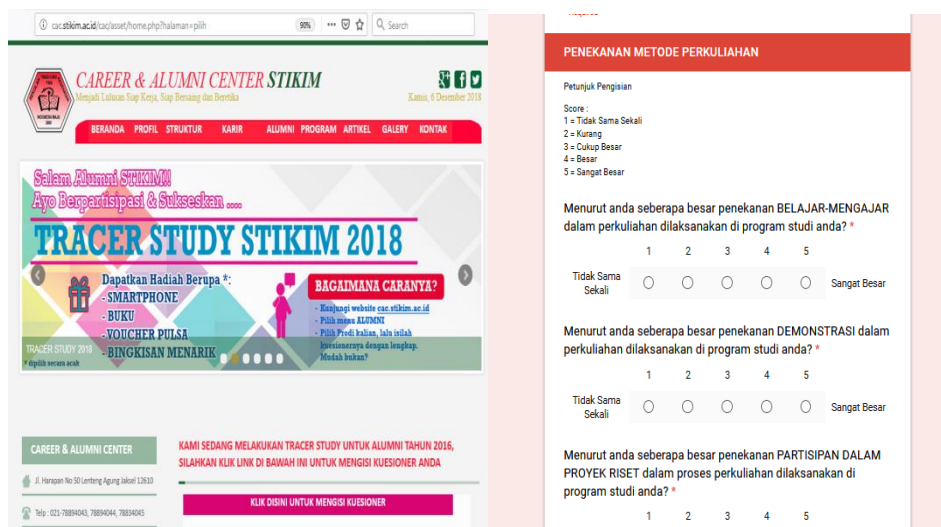 cac.stikim.ac.id/cac/asset/home.php?halaman=pilih
90%
Search
CAREER & ALUMNI CENTER STIKIM
Menjadi Lulusan Siap Kerja, Siap Bersaing dan Beretika
Kamis, 6 Desember 2018
BERANDA PROFIL STRUKTUR KARIR ALUMNI PROGRAM ARTIKEL GALERY KONTAK
Salam Alumni STIKIM!!
Ayo Berpartisipasi & Sukseskan ....
TRACER STUDY STIKIM 2018
Dapatkan Hadiah Berupa *:
- SMARTPHONE
- BUKU
- VOUCHER PULSA
- BINGKISAN MENARIK
BAGAIMANA CARANYA?
- Kunjungi website cac.stikim.ac.id
- Pilih menu ALUMNI
- Pilih Prodi kalian, lalu isilah
kuesionernya dengan lengkap.
Mudah bukan?
TRACER STUDY 2018
* dipilih secara acak
CAREER & ALUMNI CENTER
Jl. Harapan No 50 Lenteng Agung Jaksel 12610
Telp : 021-78894043, 78894044, 78834045
KAMI SEDANG MELAKUKAN TRACER STUDY UNTUK ALUMNI TAHUN 2016,
SILAHKAN KLIK LINK DI BAWAH INI UNTUK MENGISI KUESIONER ANDA
KLIK DISINI UNTUK MENGISI KUESIONER
PENEKANAN METODE PERKULIAHAN
Petunjuk Pengisian
Score :
1 = Tidak Sama Sekali
2 = Kurang
3 = Cukup Besar
4 = Besar
5 = Sangat Besar
Menurut anda seberapa besar penekanan BELAJAR-MENGAJAR
dalam perkuliahan dilaksanakan di program studi anda? *
1 2 3 4 5
Tidak Sama
Sekali
Sangat Besar
Menurut anda seberapa besar penekanan DEMONSTRASI dalam
perkuliahan dilaksanakan di program studi anda? *
1 2 3 4 5
Tidak Sama
Sekali
Sangat Besar
Menurut anda seberapa besar penekanan PARTISIPAN DALAM
PROYEK RISET dalam proses perkuliahan dilaksanakan di
program studi anda? *
1 2 3 4 5